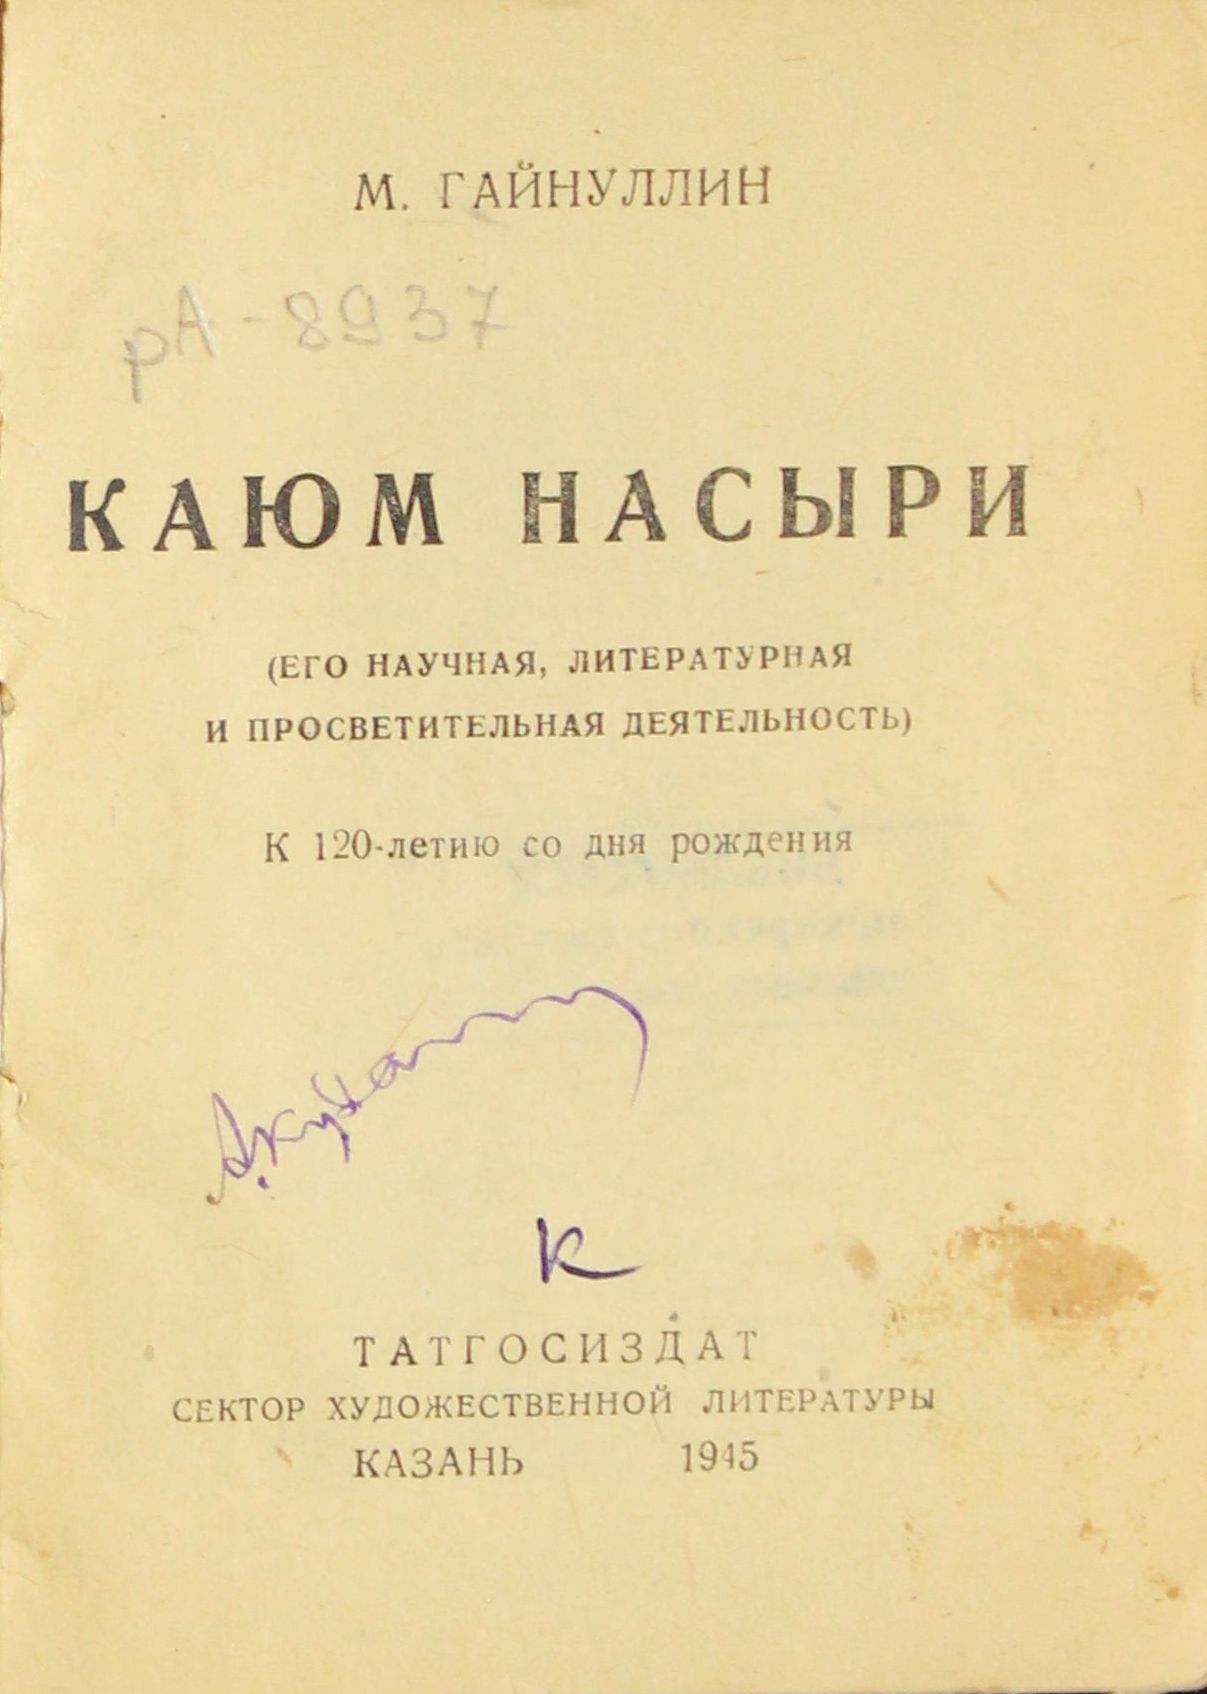 М. ГАЙНУЛЛИН
рА-8937
КАЮМ НАСЫРИ
(ЕГО НАУЧНАЯ, ЛИТЕРАТУРНАЯ
И ПРОСВЕТИТЕЛЬНАЯ ДЕЯТЕЛЬНОСТЬ)
К 120-летию со дня рождения
К
ТАТГОСИЗДАТ
СЕКТОР ХУДОЖЕСТВЕННОЙ ЛИТЕРАТУРЫ
КАЗАНЬ 1945